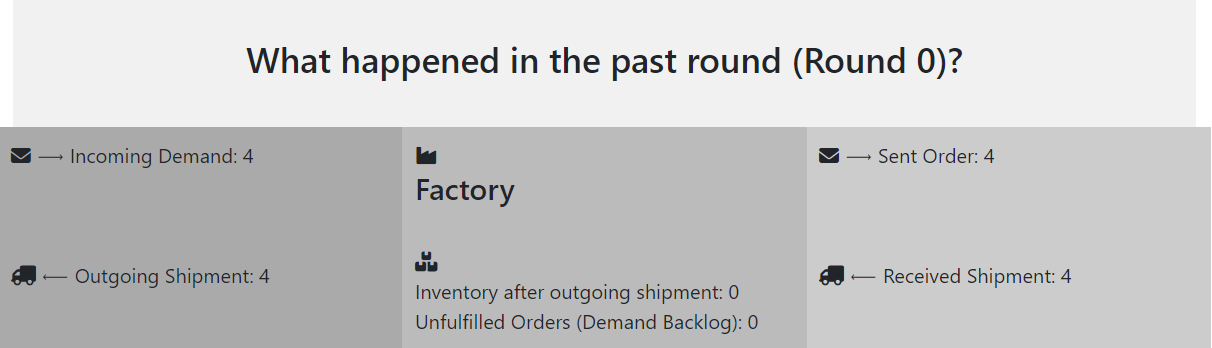 What happened in the past round (Round 0)?
⟶ Incoming Demand: 4
⟵ Outgoing Shipment: 4
Factory
Inventory after outgoing shipment: 0
Unfulfilled Orders (Demand Backlog): 0
⟶ Sent Order: 4
⟵ Received Shipment: 4